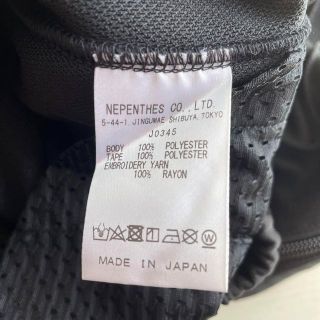 NEPENTHES CO., LTD.
5-44-1 JINGUMAE SHIBUYA, TOKYO
J0345
BODY 100% POLYESTER
TAPE 100% POLYESTER
EMBROIDERY YARN
100% RAYON
MADE IN JAPAN